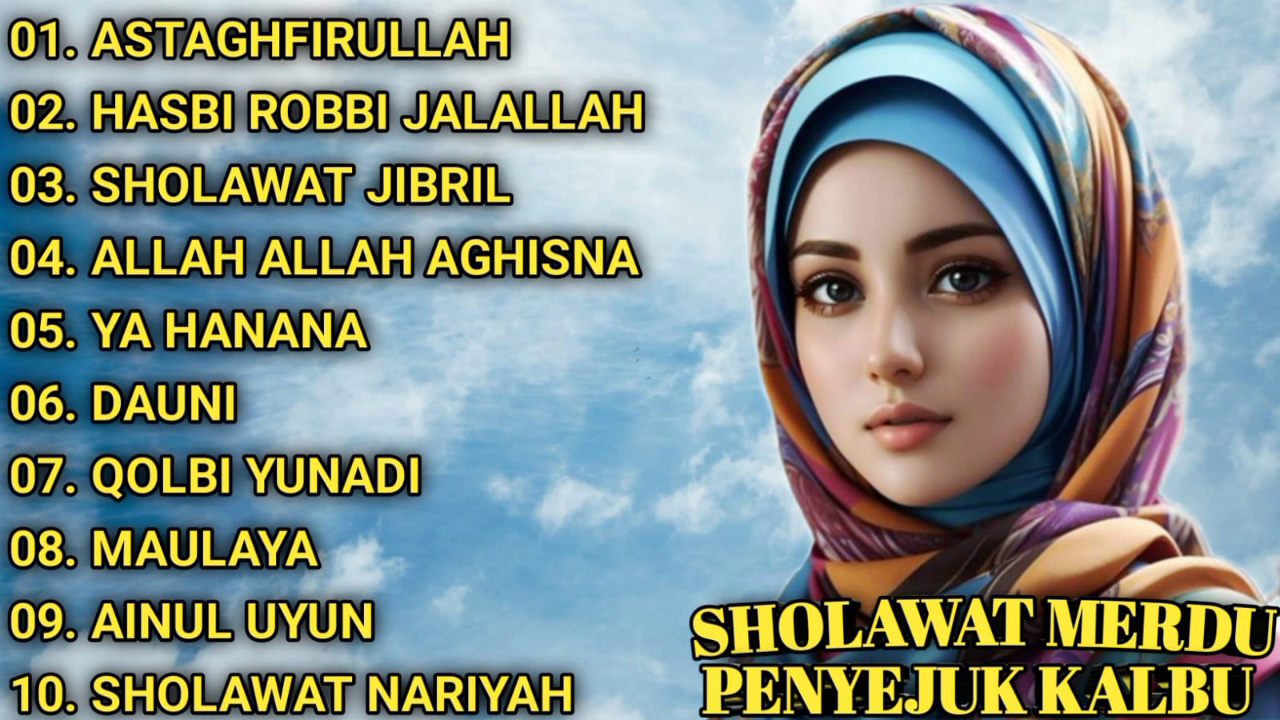 01. ASTAGHFIRULLAH
02. HASBI ROBBI JALALLAH
03. SHOLAWAT JIBRIL
04. ALLAH ALLAH AGHISNA
05. YA HANANA
06. DAUNI
07. QOLBI YUNADI
08. MAULAYA
09. AINUL UYUN
10. SHOLAWAT NARIYAH
SHOLAWAT MERDU
PENYEJUK KALBU